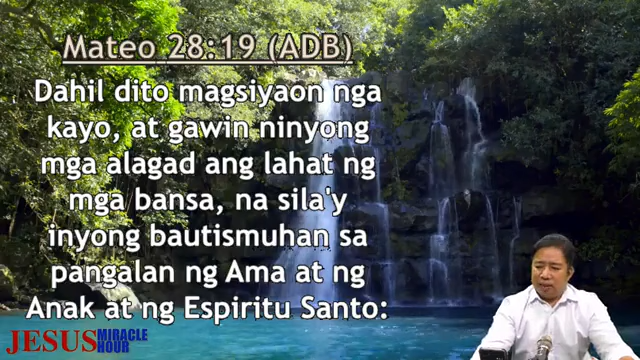 Mateo 28:19 (ADB)
Dahil dito magsiyaon nga
kayo, at gawin ninyong
mga alagad ang lahat ng
mga bansa, na sila'y
inyong bautismuhan sa
pangalan ng Ama at ng
Anak at ng Espiritu Santo:
JESUS MIRACLE
HOUR